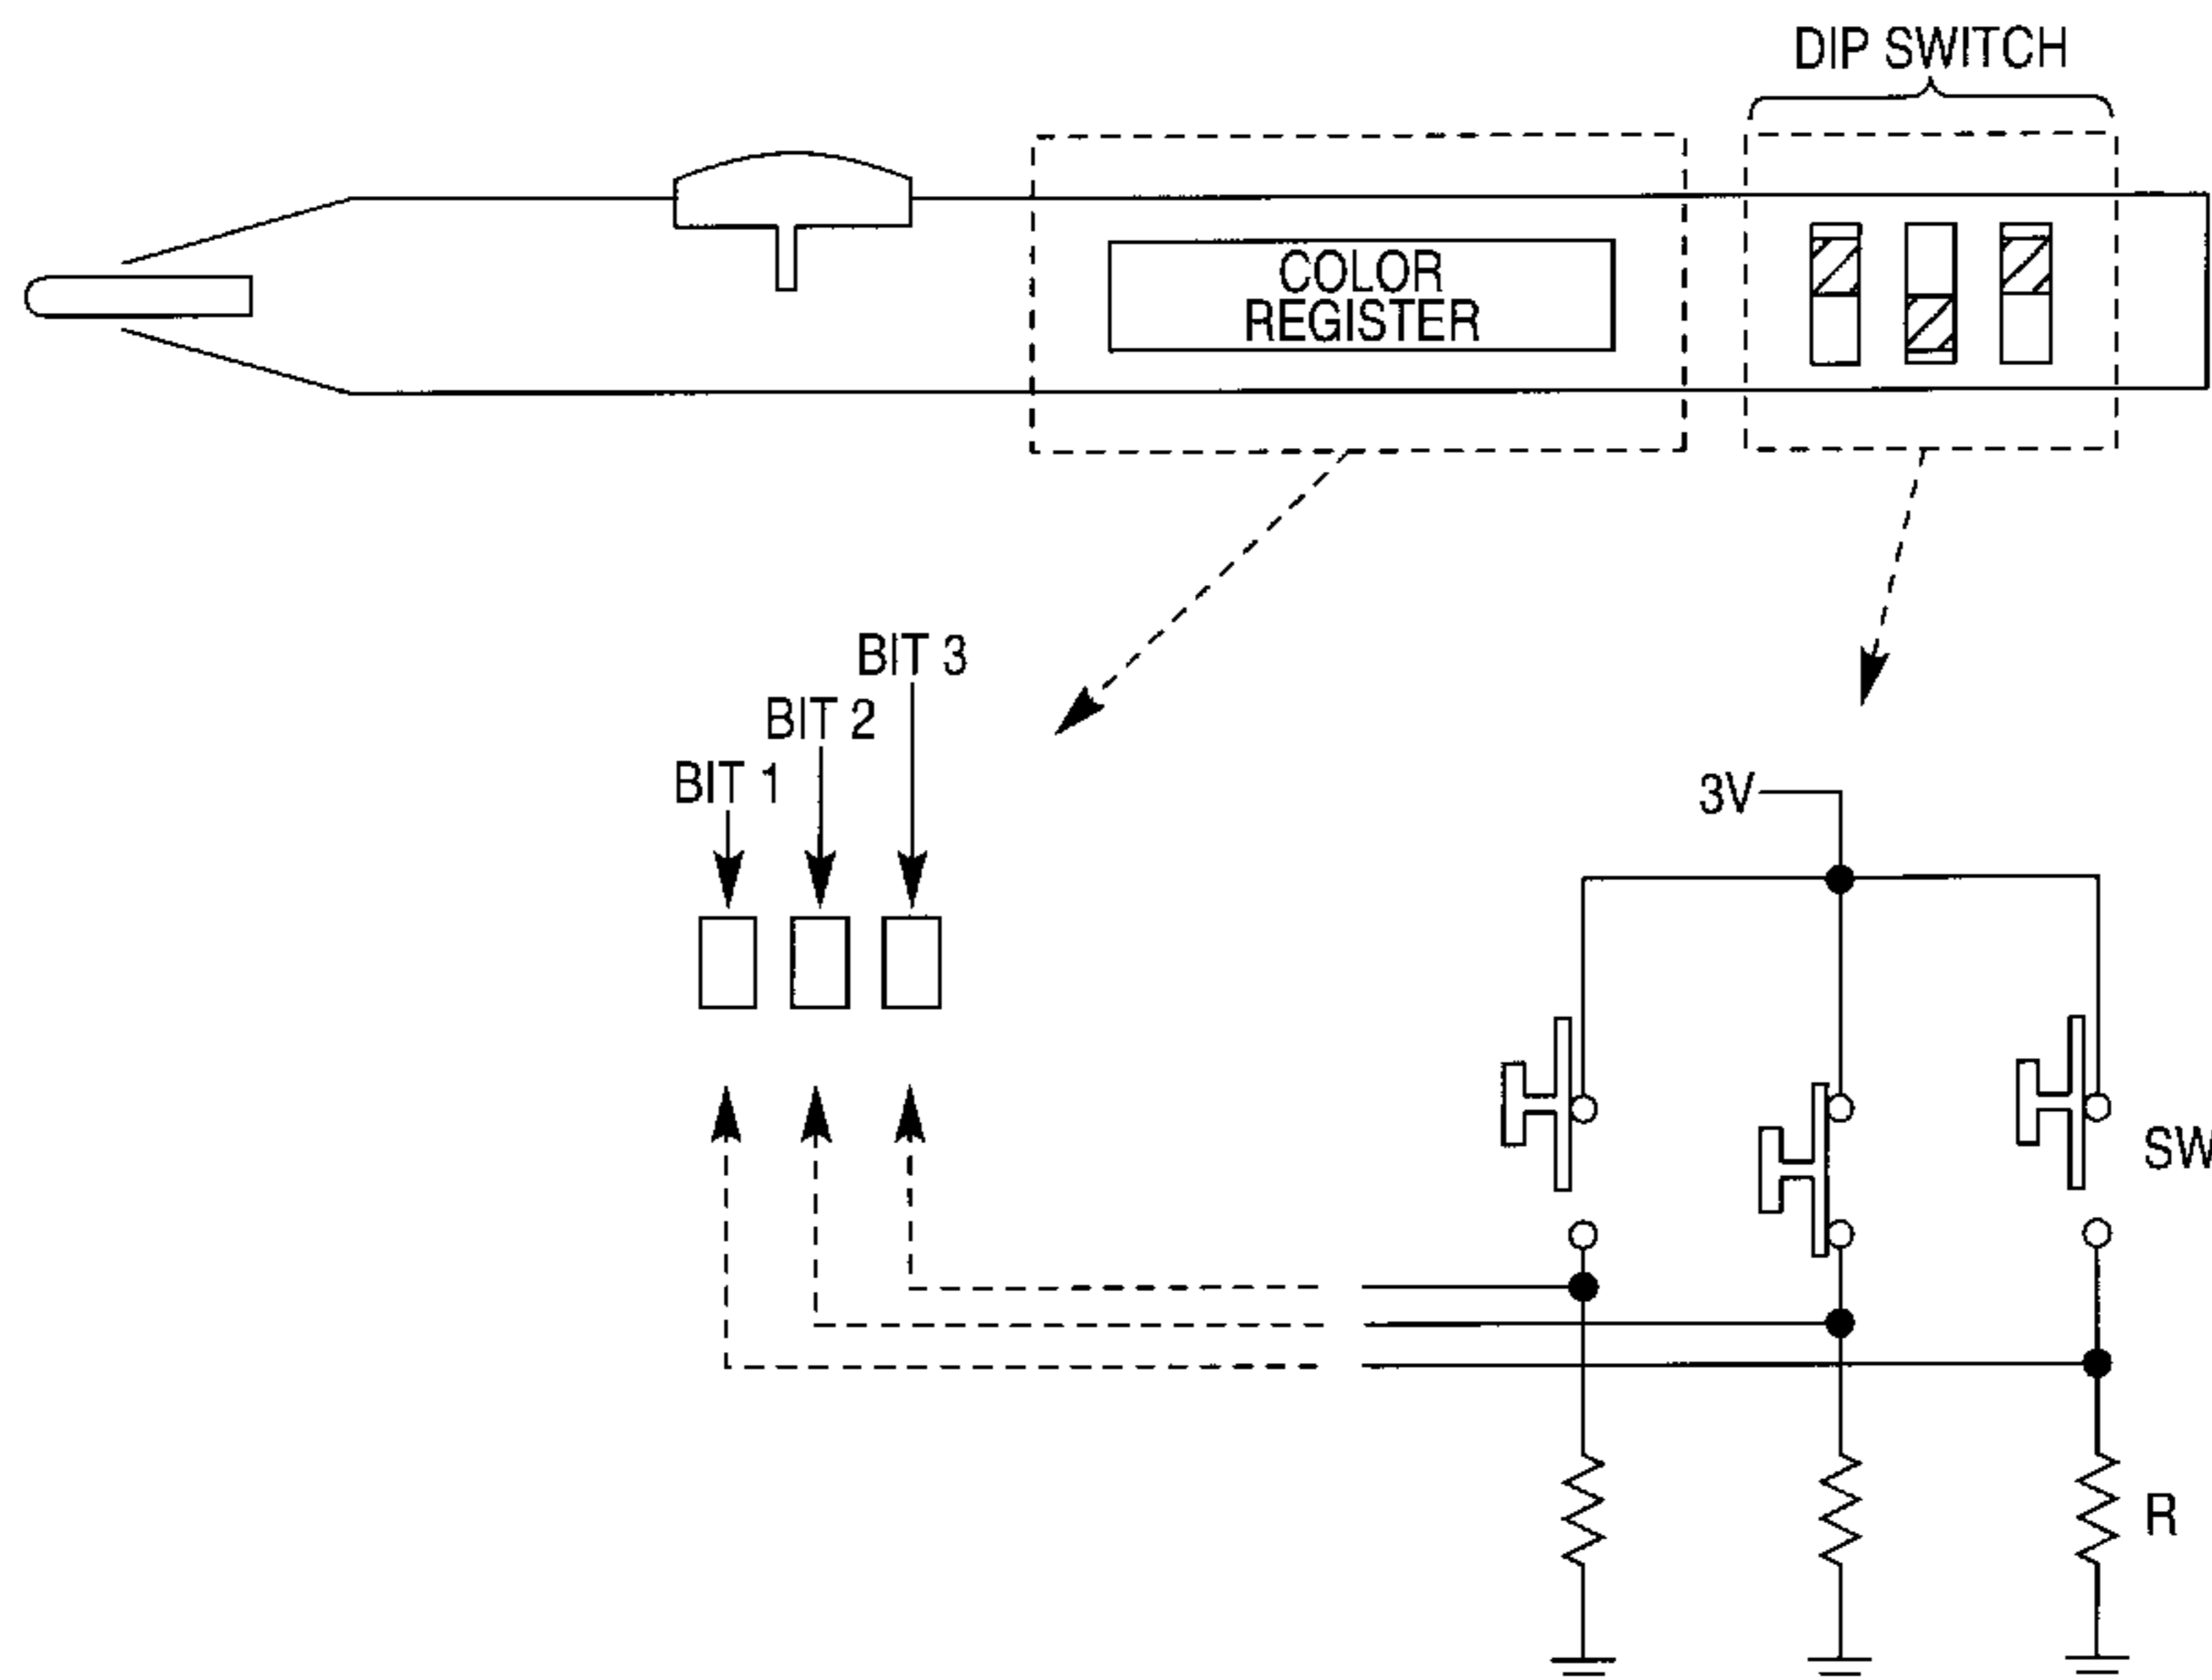 DIP SWITCH
COLOR
REGISTER
BIT 3
BIT 2
BIT 1
3V
SW
R